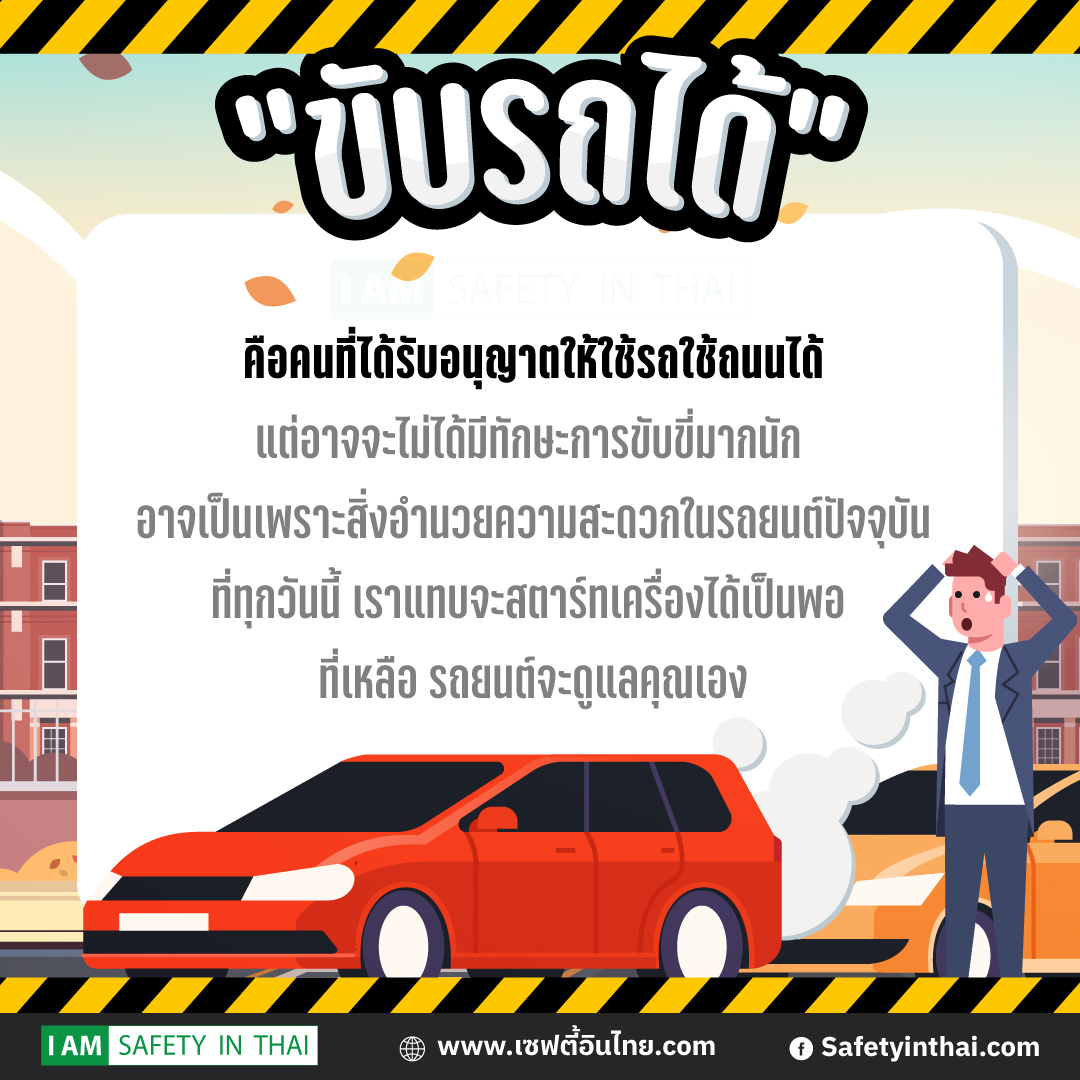 "ขับรถได้"
I AM SAFETY IN THAI
คือคนที่ได้รับอนุญาตให้ใช้รถใช้ถนนได้
แต่อาจจะไม่ได้มีทักษะการขับขี่มากนัก
อาจเป็นเพราะสิ่งอำนวยความสะดวกในรถยนต์ปัจจุบัน
ที่ทุกวันนี้ เราแทบจะสตาร์ทเครื่องได้เป็นพอ
ที่เหลือ รถยนต์จะดูแลคุณเอง
I AM SAFETY IN THAI www.เซฟตี้อินไทย.com Safetyinthai.com